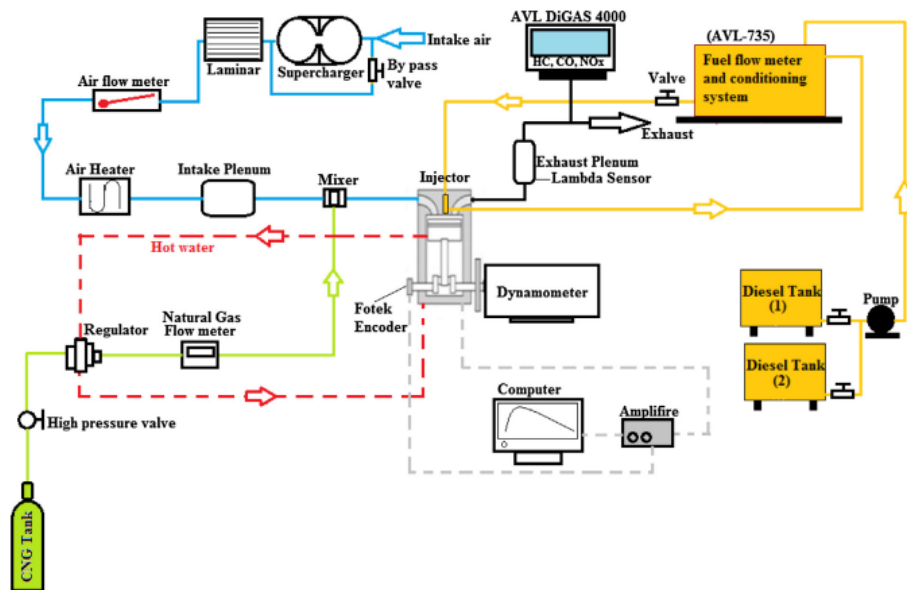 AVL DiGAS 4000
HC, CO, NOx
(AVL-735)
Fuel flow meter
and conditioning
system
Intake air
Laminar
Supercharger
By pass
valve
Valve
Air flow meter
Exhaust
Exhaust Plenum
Lambda Sensor
Air Heater
Intake Plenum
Mixer
Injector
Hot water
Dynamometer
Fotek
Encoder
Diesel Tank
(1)
Pump
Diesel Tank
(2)
Regulator
Natural Gas
Flow meter
Computer
Amplifire
High pressure valve
CNG Tank